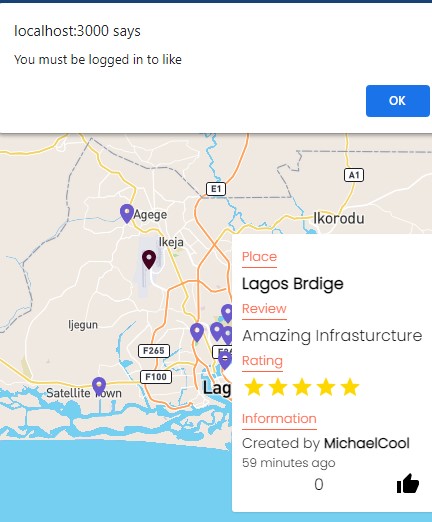 localhost:3000 says
You must be logged in to like
OK
E1
A1
Agege
Ikorodu
Ikeja
Place
Lagos Brdige
Review
Ijegun
Amazing Infrasturcture
F265
Rating
F100
Satellite Town
Lag
Information
Created by MichaelCool
59 minutes ago
0